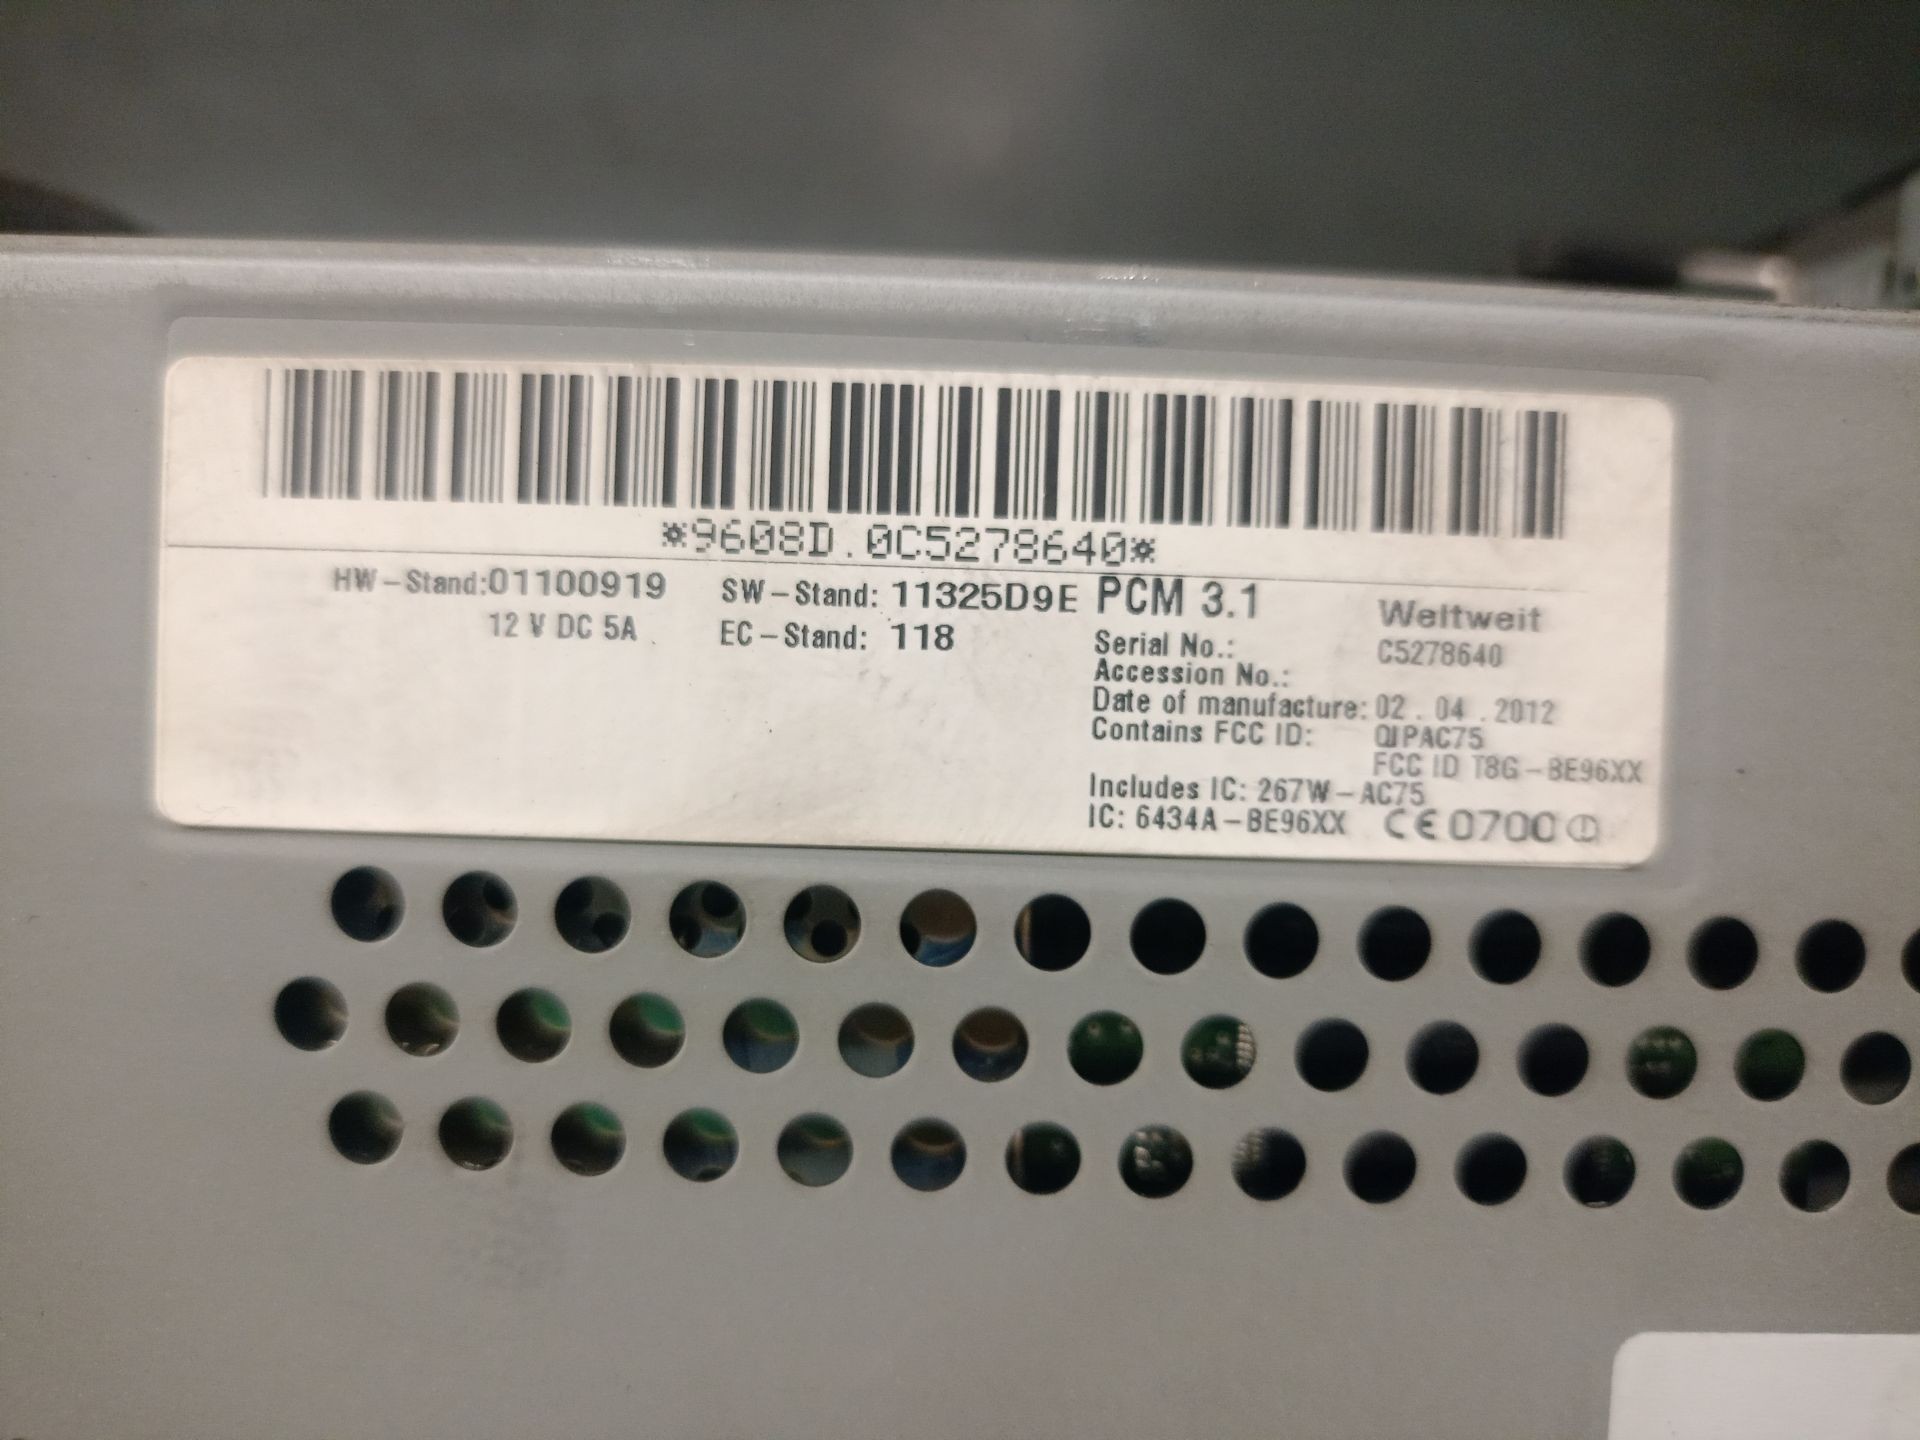 *9608D.0C5278640*
HW-Stand:01100919
12 V DC 5A
SW-Stand: 11325D9E
EC-Stand: 118
PCM 3.1 Weltweit
Serial No.: C5278640
Accession No.:
Date of manufacture: 02.04.2012
Contains FCC ID: QIPAC75
FCC ID T8G-BE96XX
Includes IC: 267W-AC75
IC: 6434A-BE96XX CE0700